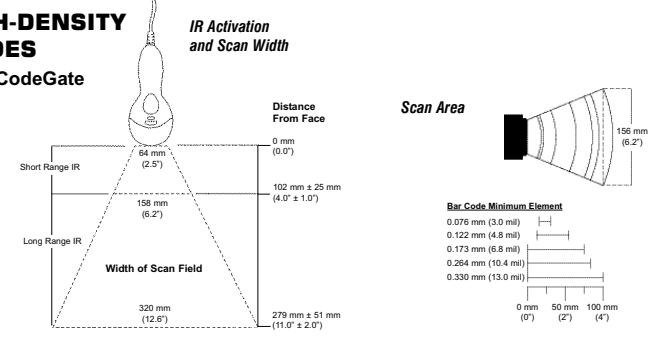 H-DENSITY
DES
CodeGate
IR Activation
and Scan Width
Distance
From Face
0 mm
(0.0")
64 mm
(2.5")
Short Range IR
102 mm ± 25 mm
(4.0" ± 1.0")
158 mm
(6.2")
Long Range IR
Width of Scan Field
320 mm
(12.6")
279 mm ± 51 mm
(11.0" ± 2.0")
Scan Area
156 mm
(6.2")
Bar Code Minimum Element
0.076 mm (3.0 mil)
0.122 mm (4.8 mil)
0.173 mm (6.8 mil)
0.264 mm (10.4 mil)
0.330 mm (13.0 mil)
0 mm 50 mm 100 mm
(0") (2") (4")